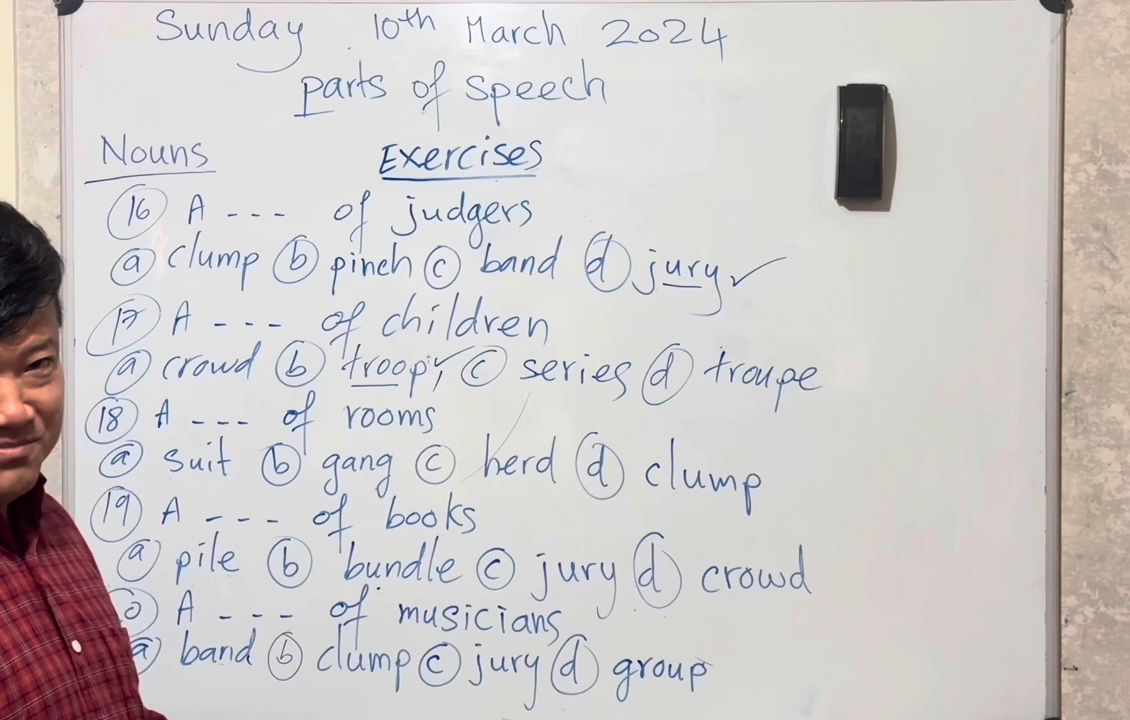 Sunday 10th March 2024
parts of speech
Nouns Exercises
16 A --- of judgers
a clump b pinch c band d jury ✓
17 A --- of children
a crowd b troop ✓ c series d troupe
18 A --- of rooms
a suit b gang c herd d clump
19 A --- of books
a pile b bundle c jury d crowd
0 A --- of musicians
a band b clump c jury d group